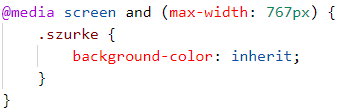 @media screen and (max-width: 767px) {
    .szurke {
        background-color: inherit;
    }
}